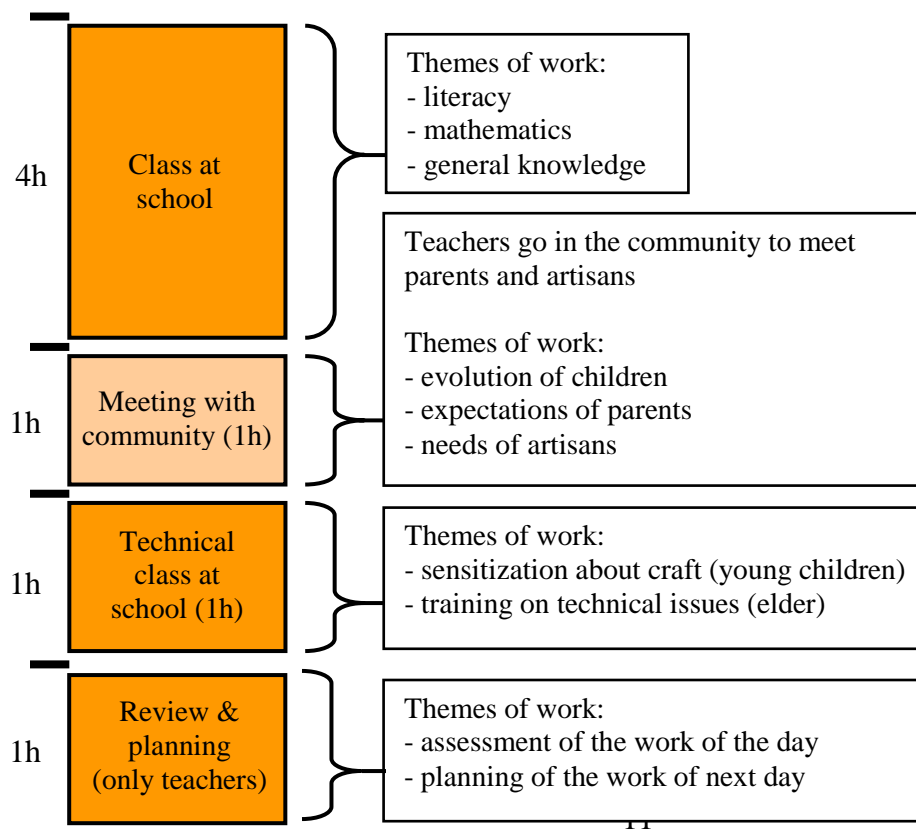 4h
Class at
school
Themes of work:
- literacy
- mathematics
- general knowledge
1h
Meeting with
community (1h)
Teachers go in the community to meet
parents and artisans
Themes of work:
- evolution of children
- expectations of parents
- needs of artisans
1h
Technical
class at
school (1h)
Themes of work:
- sensitization about craft (young children)
- training on technical issues (elder)
1h
Review &
planning
(only teachers)
Themes of work:
- assessment of the work of the day
- planning of the work of next day